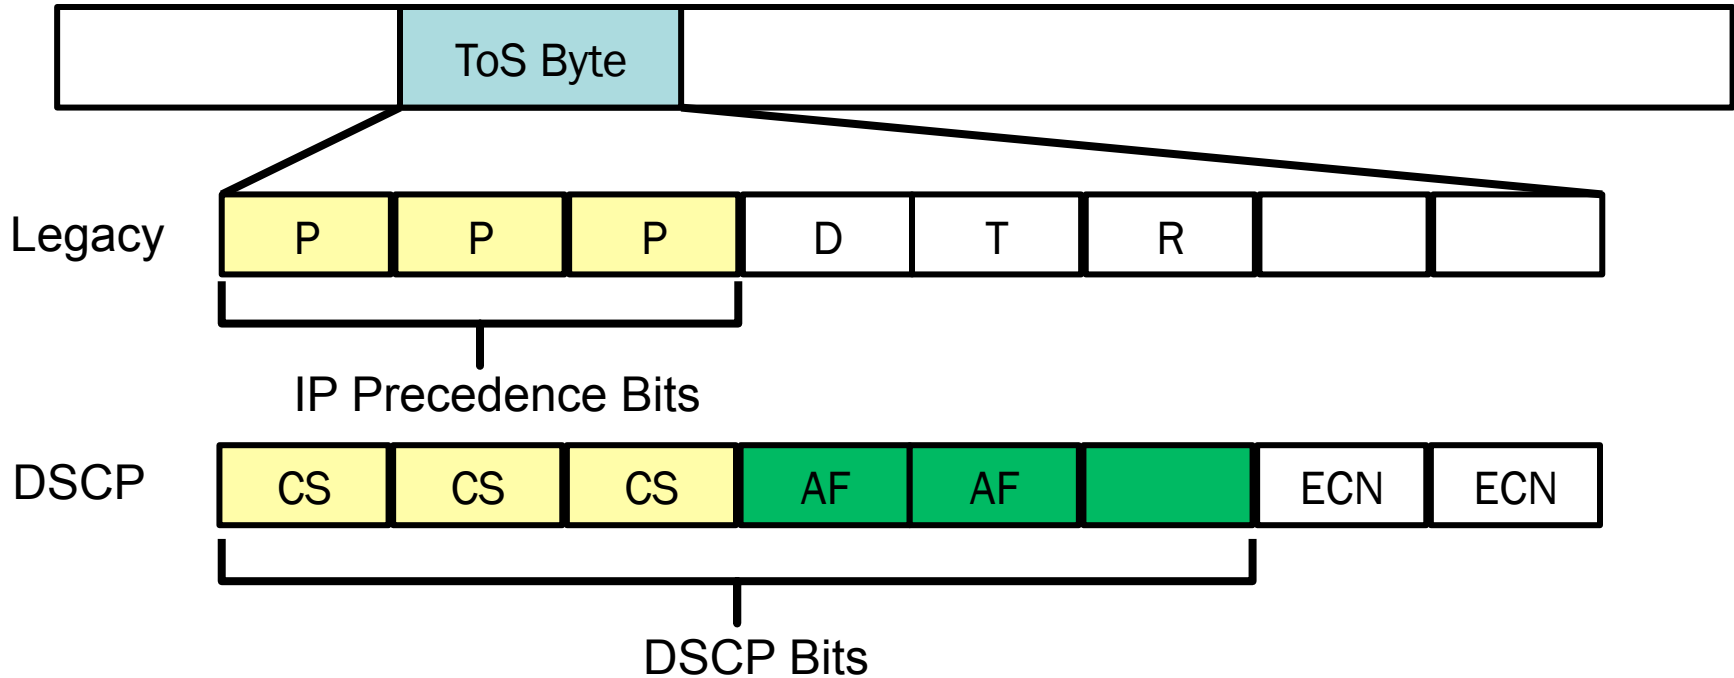 ToS Byte
Legacy P P P D T R
IP Precedence Bits
DSCP CS CS CS AF AF ECN ECN
DSCP Bits